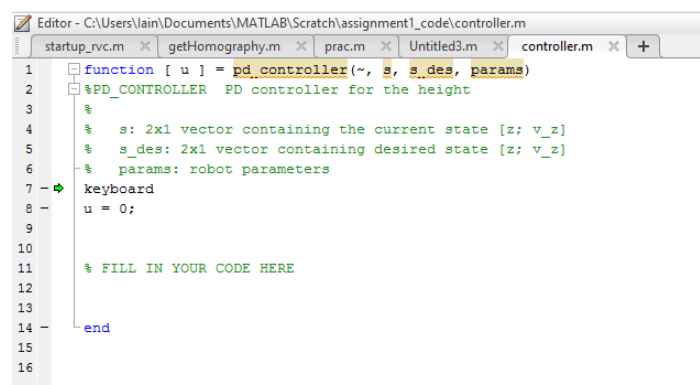 Editor - C:\Users\Iain\Documents\MATLAB\Scratch\assignment1_code\controller.m
startup_rvc.m × getHomography.m × prac.m × Untitled3.m × controller.m × +
1 function [ u ] = pd_controller(~, s, s_des, params)
2 %PD_CONTROLLER PD controller for the height
3 %
4 % s: 2x1 vector containing the current state [z; v_z]
5 % s_des: 2x1 vector containing desired state [z; v_z]
6 % params: robot parameters
7 - keyboard
8 - u = 0;
9
10
11 % FILL IN YOUR CODE HERE
12
13
14 - end
15
16